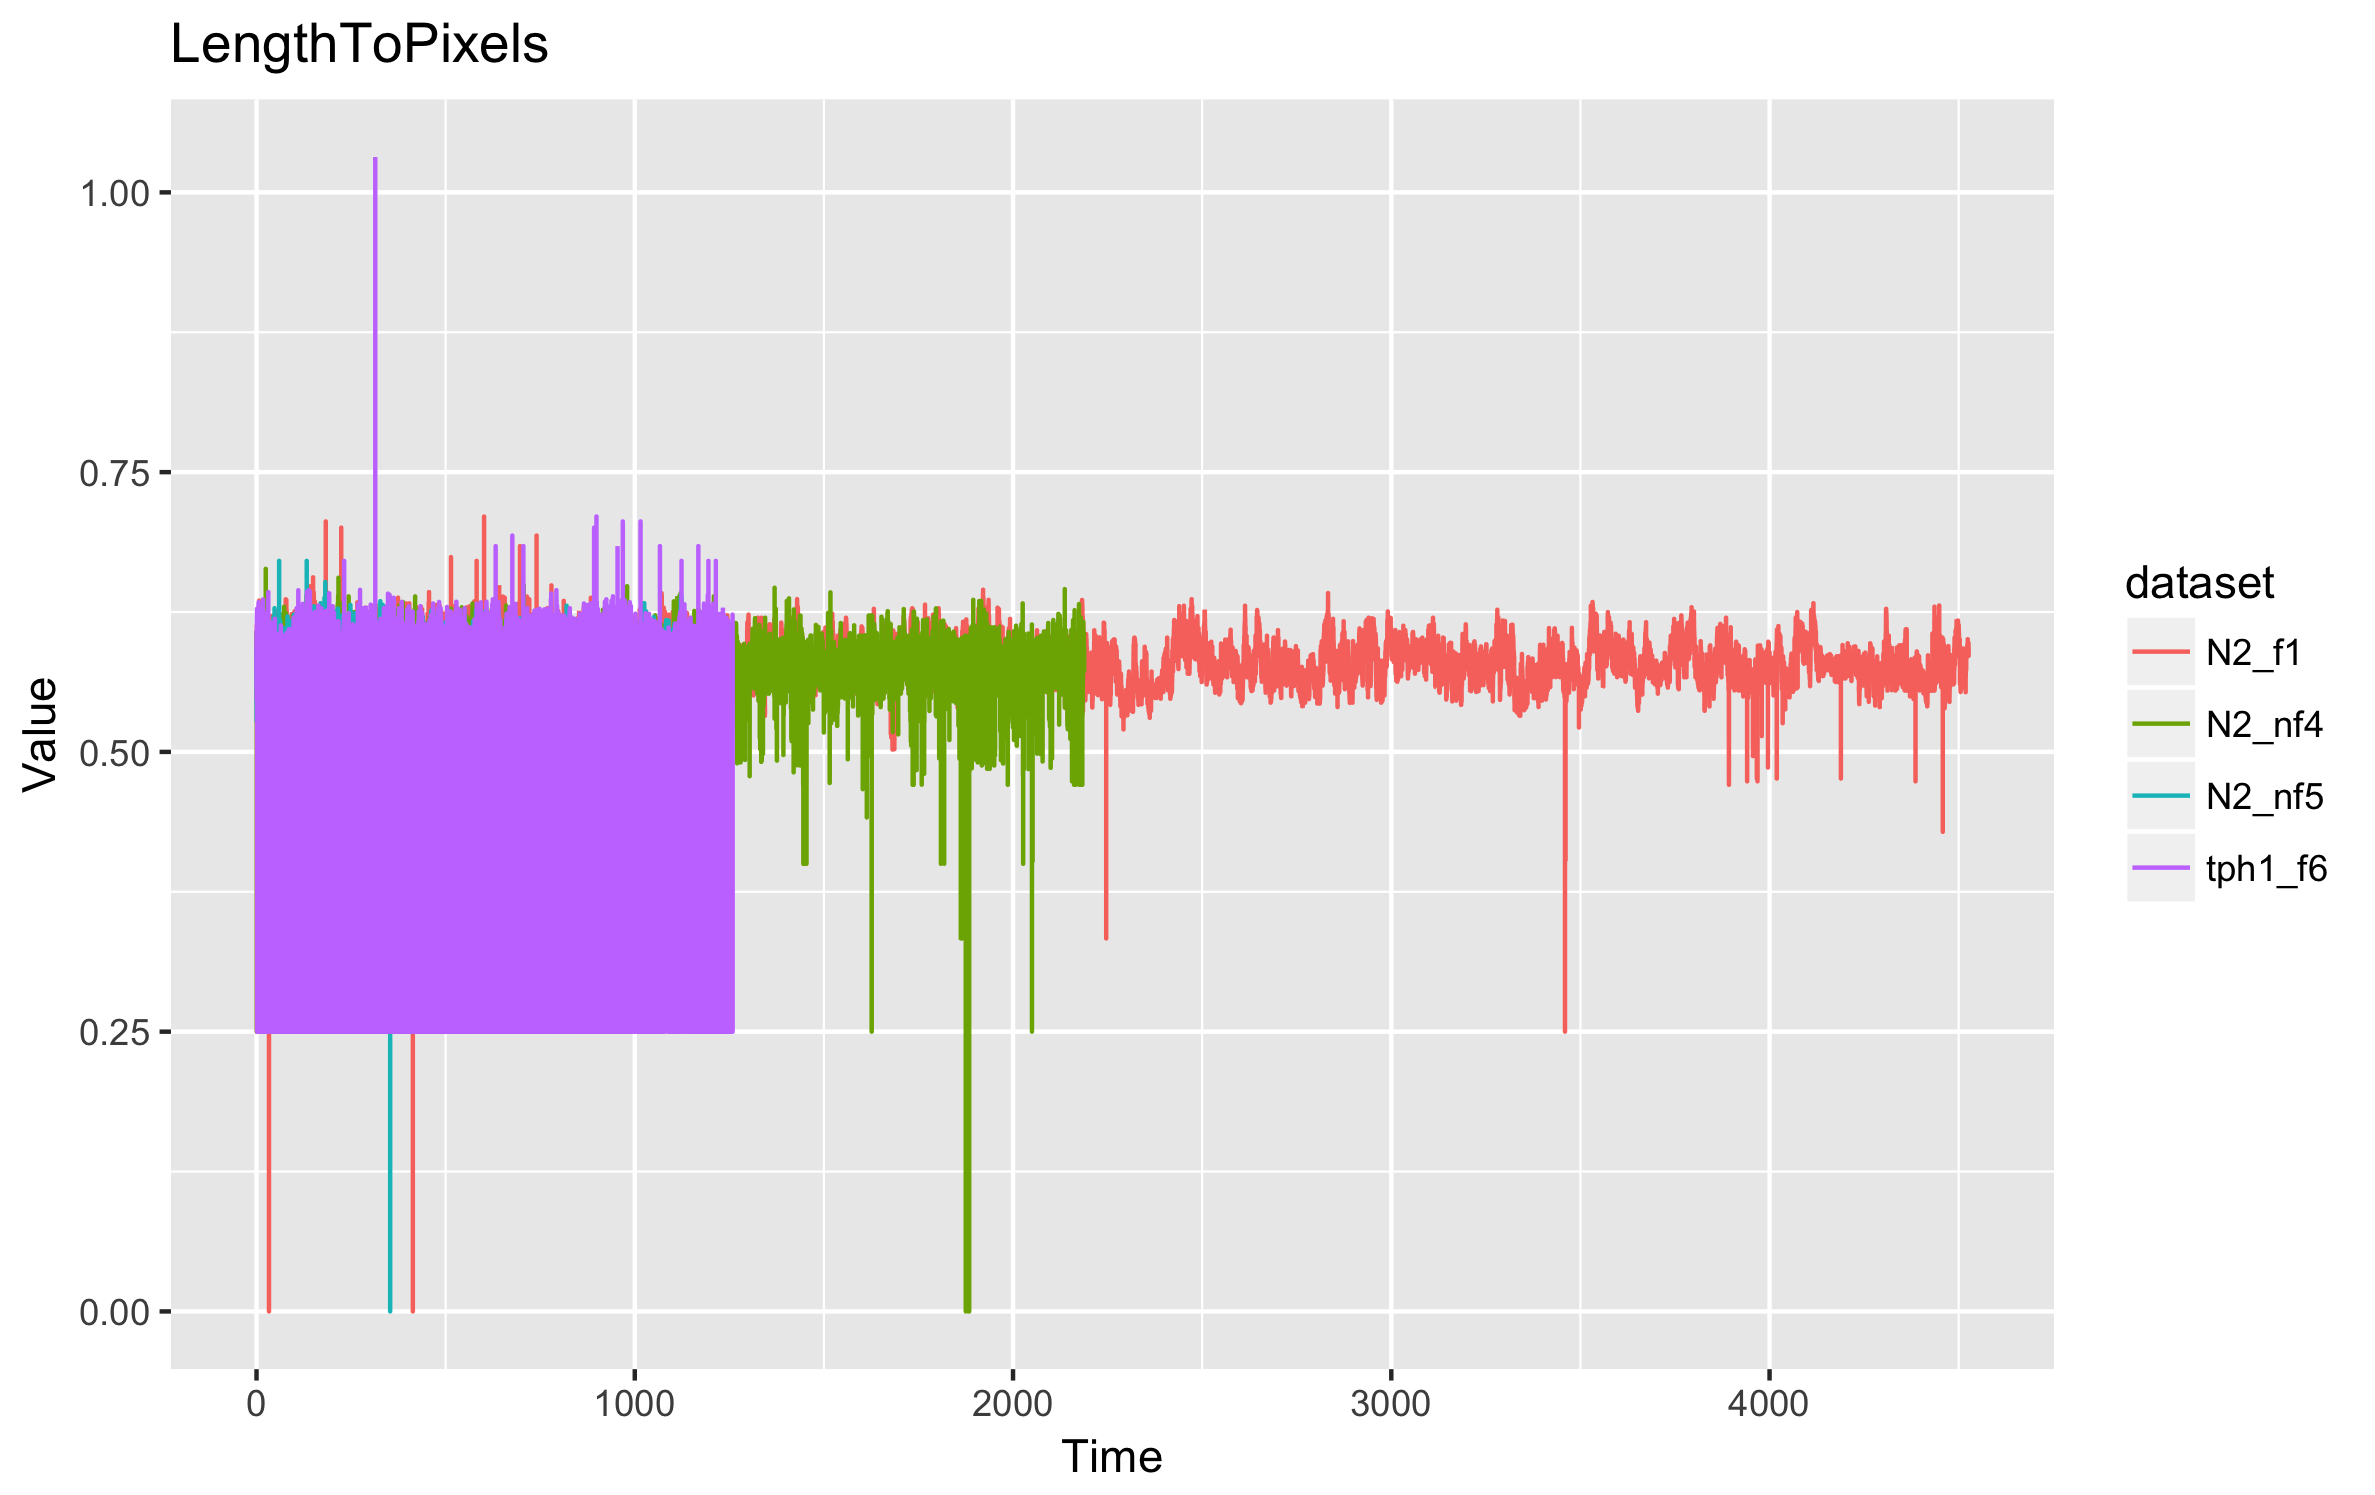 LengthToPixels
1.00
0.75
0.50
0.25
0.00
Value
0 1000 2000 3000 4000
Time
dataset
N2_f1
N2_nf4
N2_nf5
tph1_f6